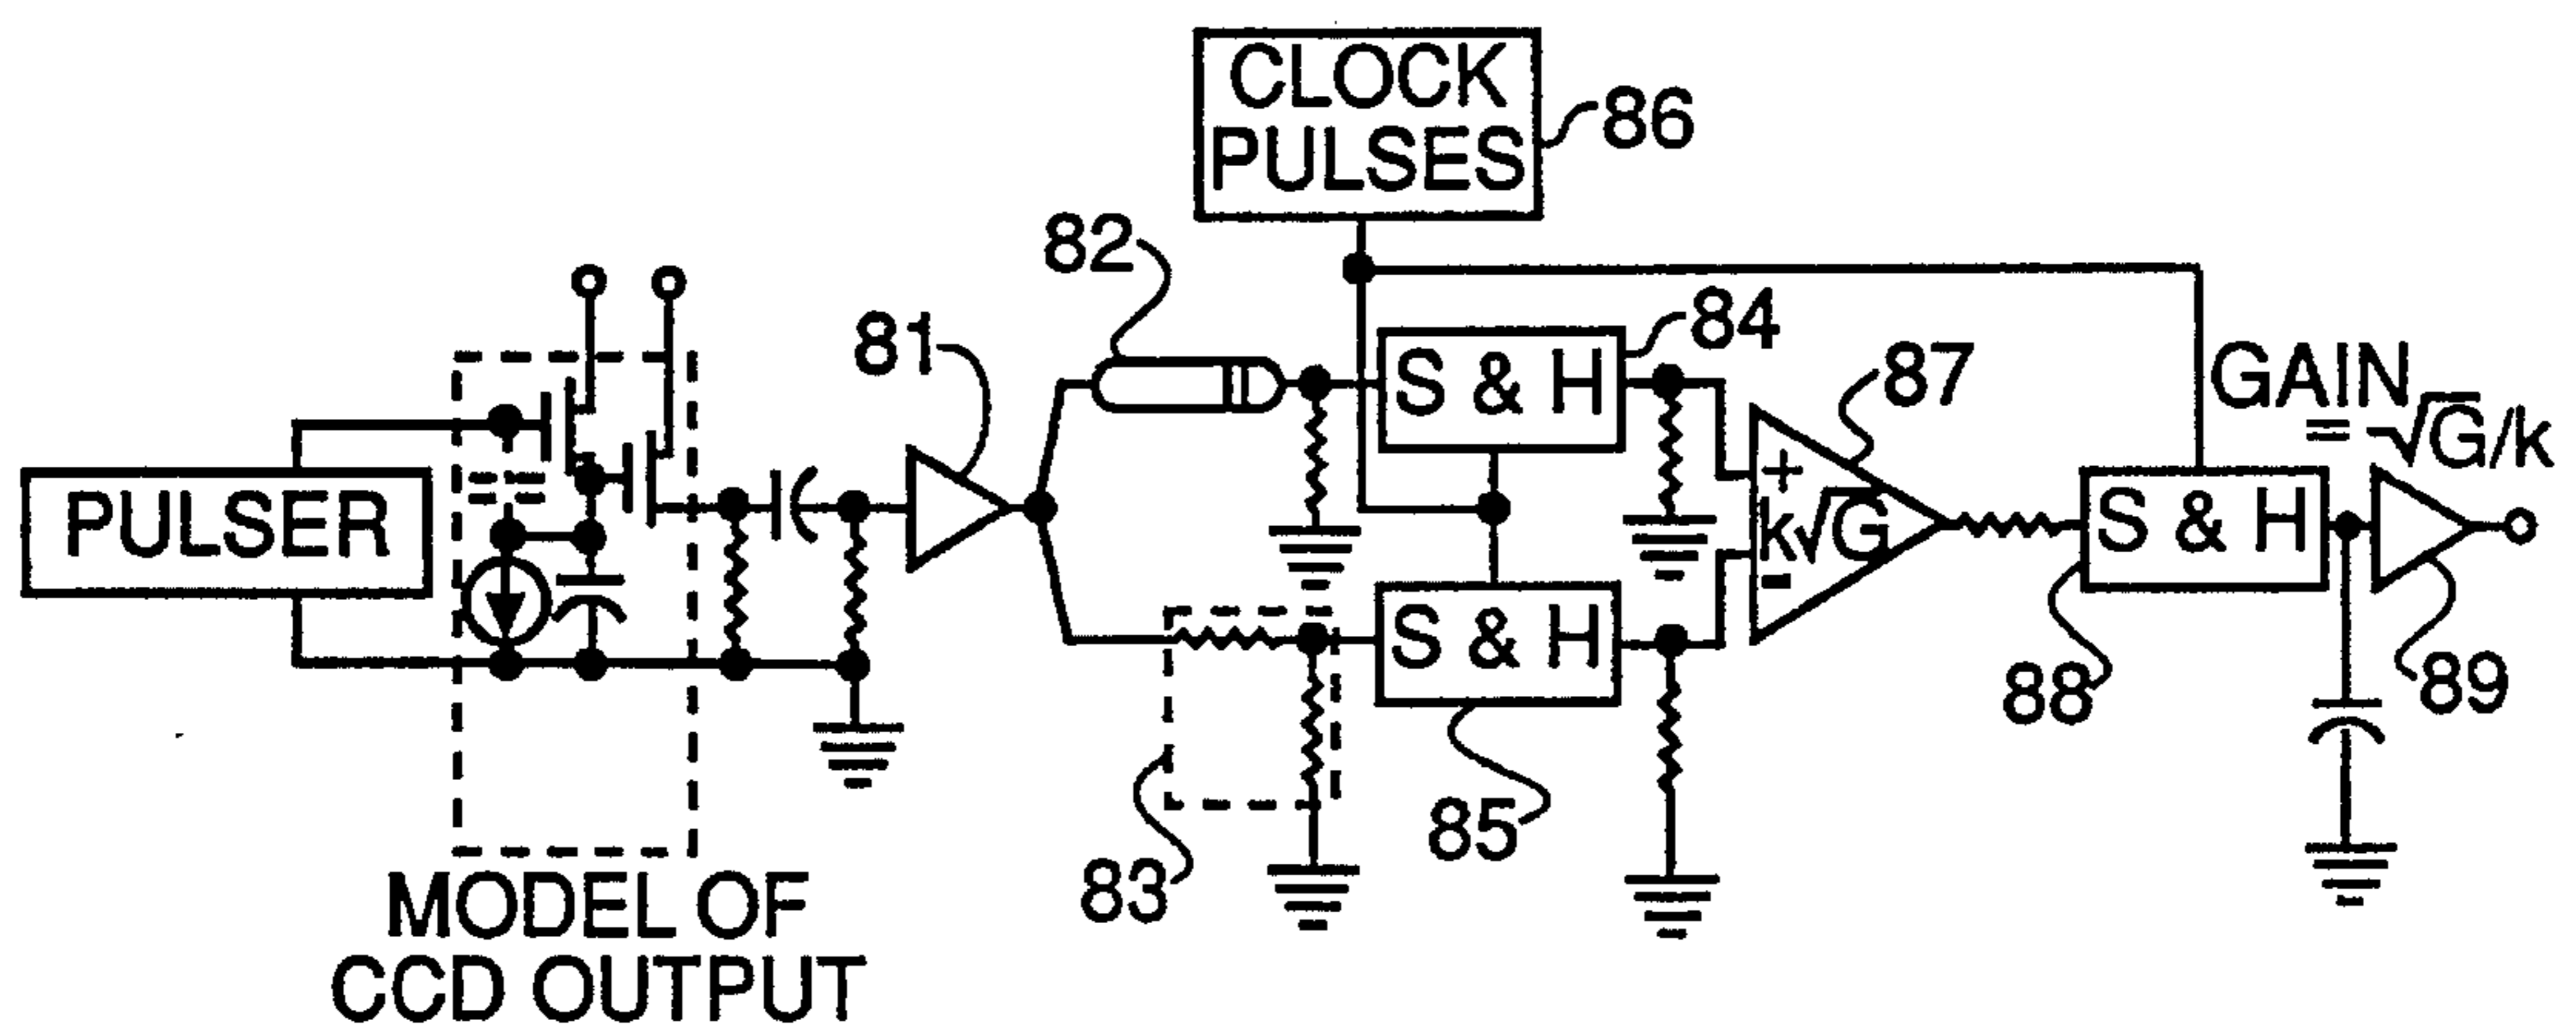 CLOCK
PULSES
86
82
81
84
87
GAIN
= √G/k
S & H
+
k√G
-
PULSER
S & H
S & H
83
85
88
89
MODEL OF
CCD OUTPUT